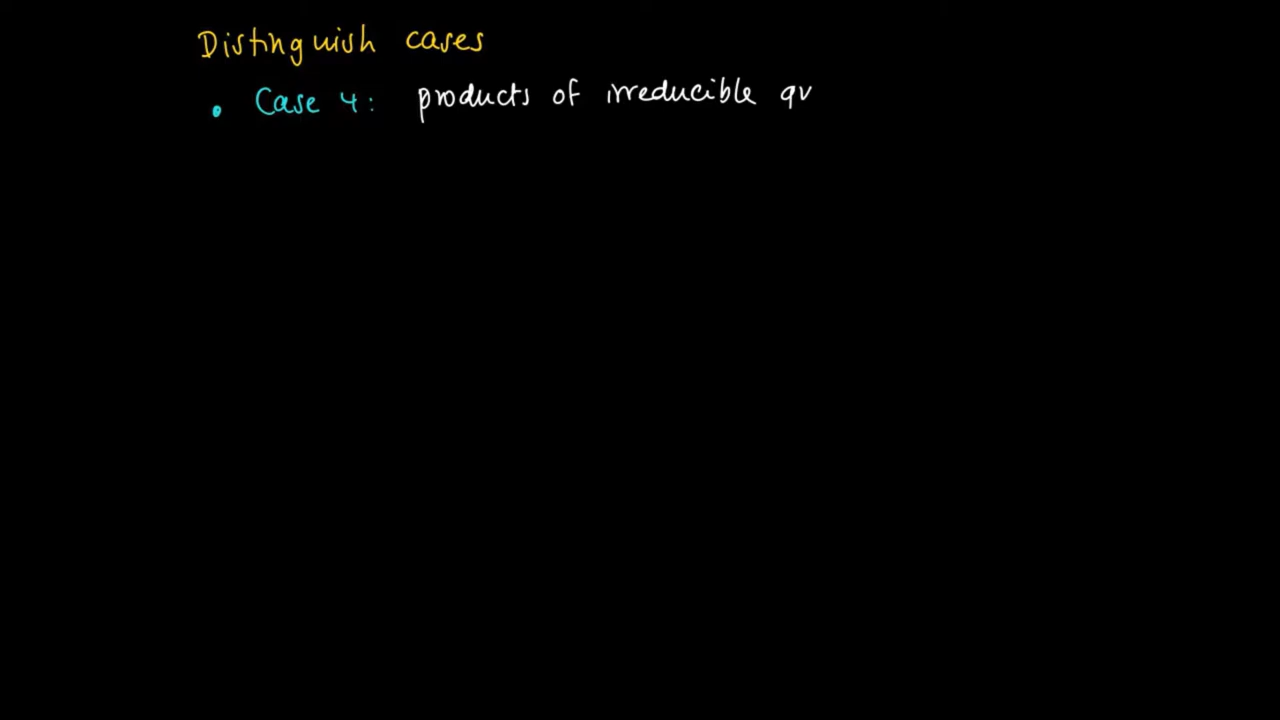 Distinguish cases
• Case 4: products of irreducible qu